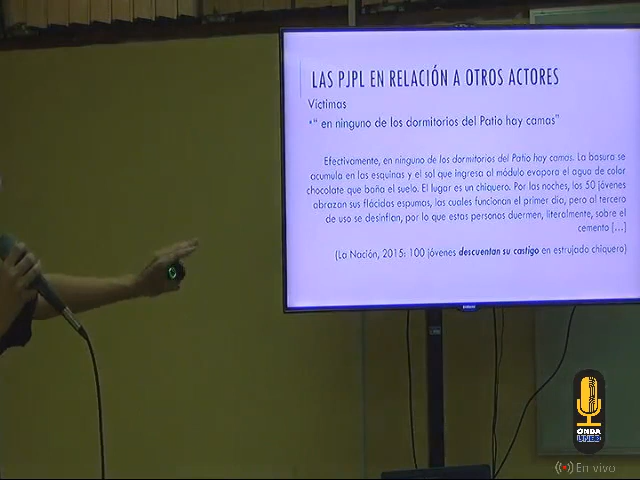 LAS PJPL EN RELACIÓN A OTROS ACTORES
Víctimas
•“ en ninguno de los dormitorios del Patio hay camas”
Efectivamente, en ninguno de los dormitorios del Patio hay camas. La basura se
acumula en las esquinas y el sol que ingresa al módulo evapora el agua de color
chocolate que baña el suelo. El lugar es un chiquero. Por las noches, los 50 jóvenes
abrazan sus flácidas espumas, las cuales funcionan el primer día, pero al tercero
de uso se desinflan, por lo que estas personas duermen, literalmente, sobre el
cemento [...]
(La Nación, 2015: 100 jóvenes descuentan su castigo en estrujado chiquero)
SAMSUNG
ONDA
UNED
En vivo